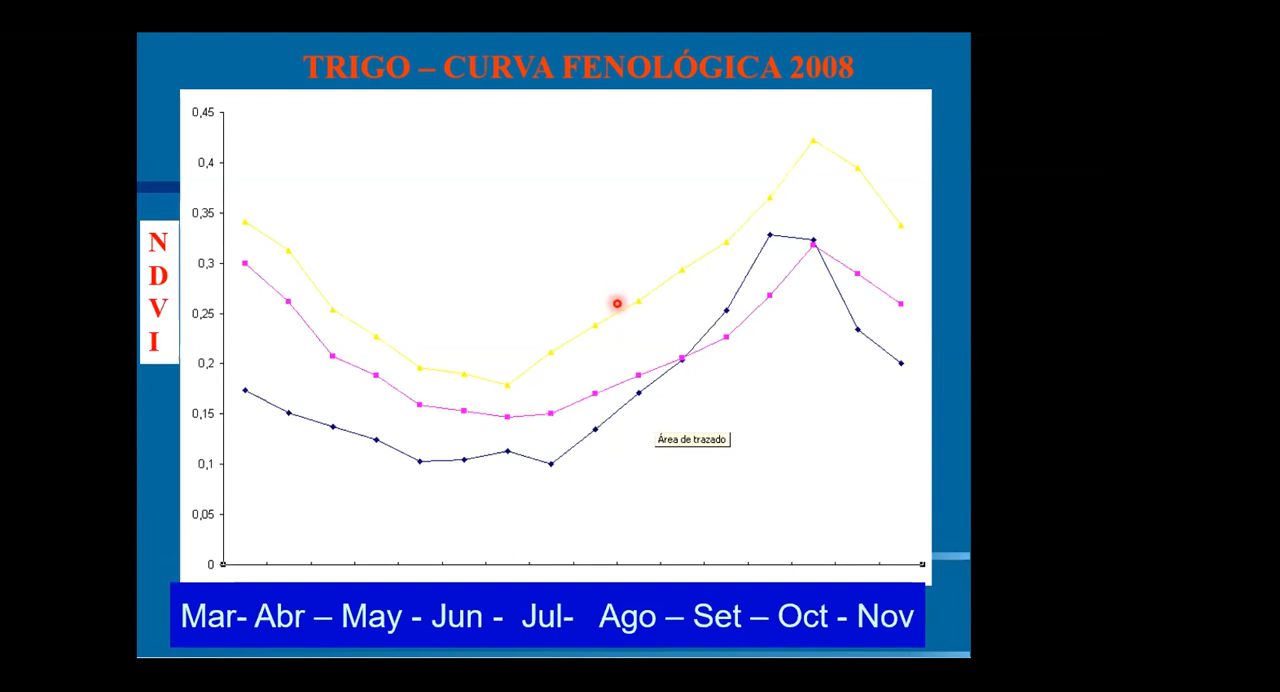 TRIGO – CURVA FENOLÓGICA 2008
0,45
0,4
0,35
0,3
0,25
0,2
0,15
0,1
0,05
0
N
D
V
I
Área de trazado
Mar- Abr – May - Jun - Jul- Ago – Set – Oct - Nov